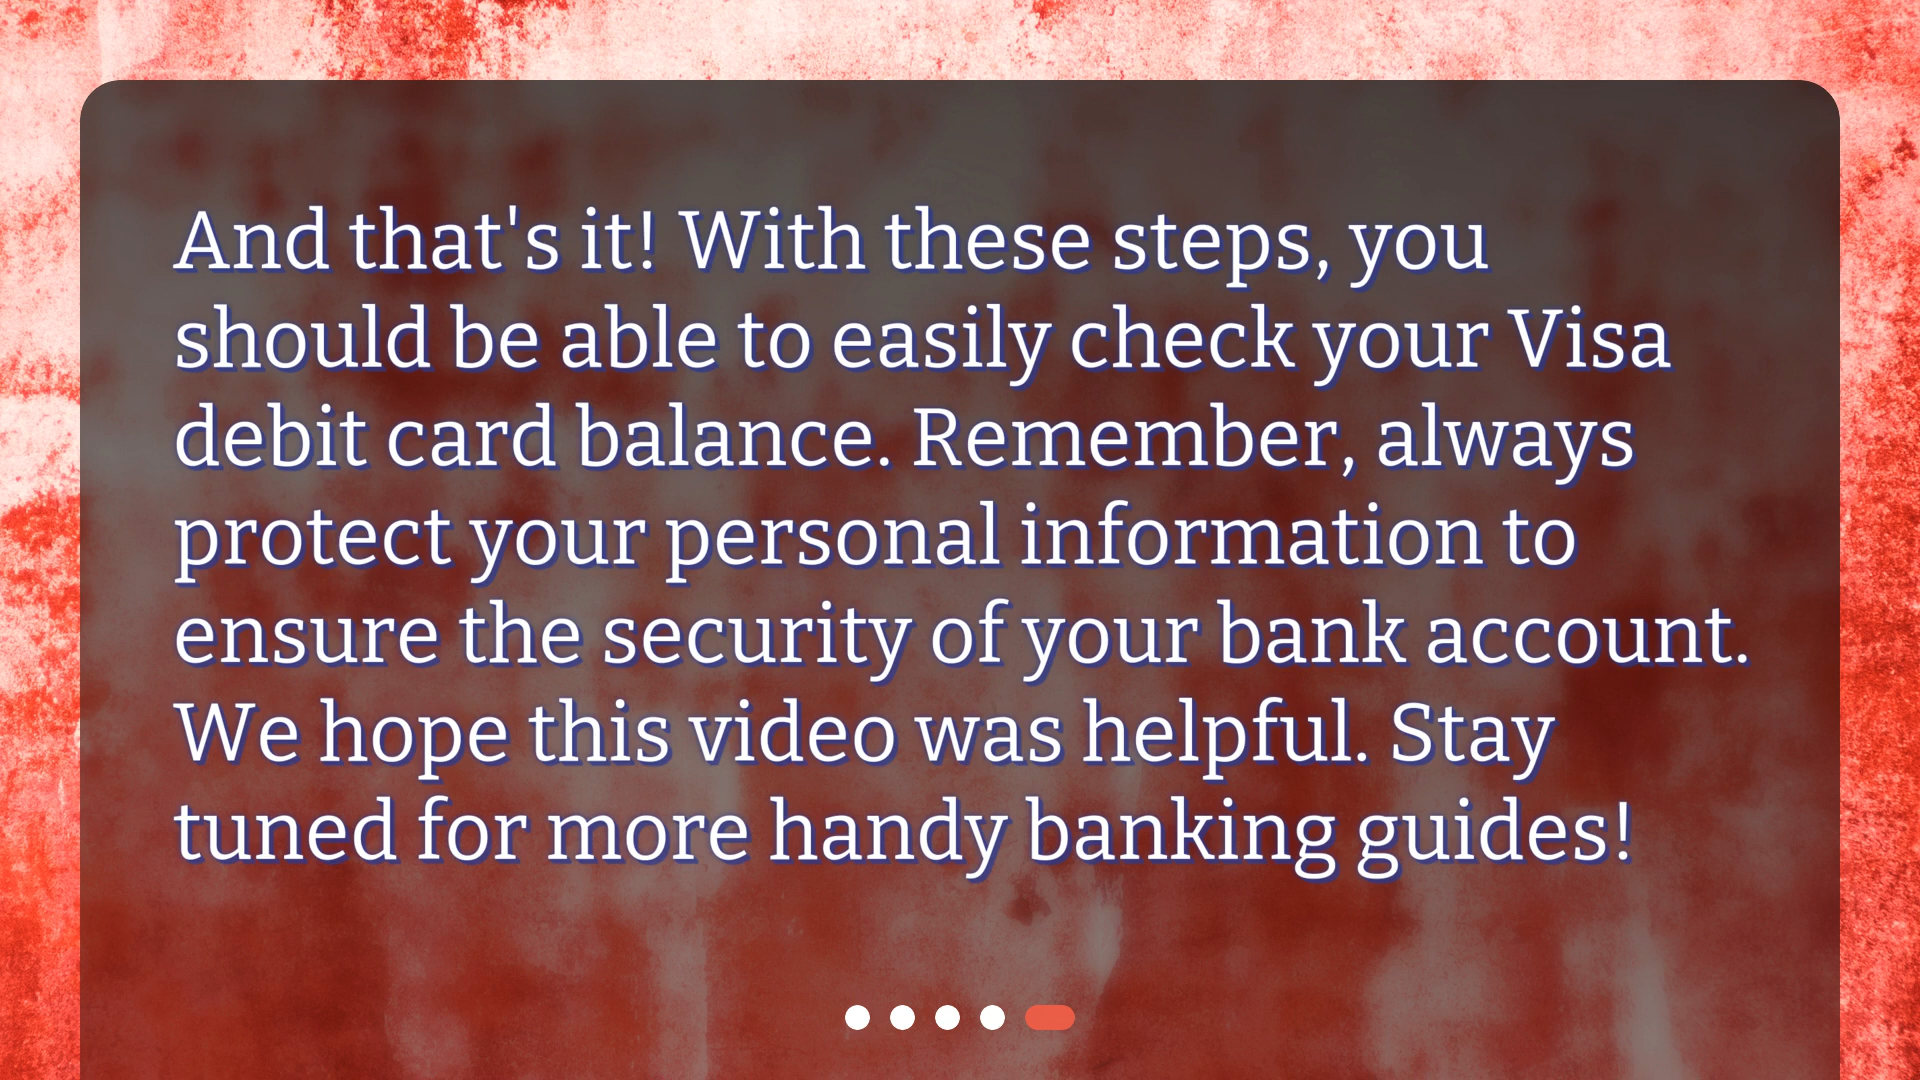 And that's it! With these steps, you
should be able to easily check your Visa
debit card balance. Remember, always
protect your personal information to
ensure the security of your bank account.
We hope this video was helpful. Stay
tuned for more handy banking guides!